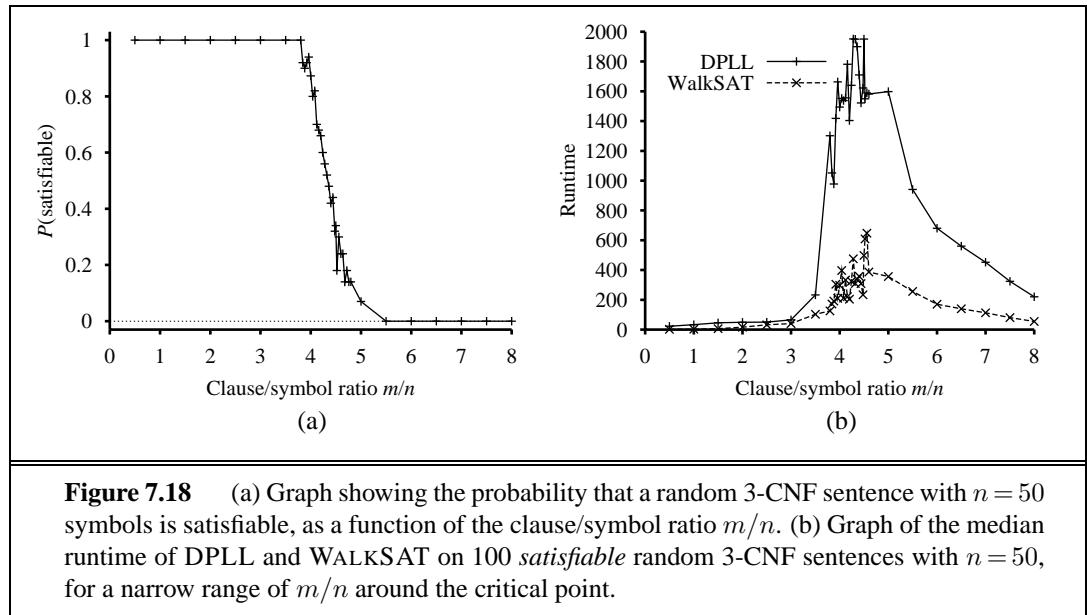 1
0.8
0.6
0.4
0.2
0
P(satisfiable)
0 1 2 3 4 5 6 7 8
Clause/symbol ratio m/n
(a)
2000
1800
1600
1400
1200
1000
800
600
400
200
0
Runtime
DPLL
WalkSAT
0 1 2 3 4 5 6 7 8
Clause/symbol ratio m/n
(b)
Figure 7.18 (a) Graph showing the probability that a random 3-CNF sentence with n = 50
symbols is satisfiable, as a function of the clause/symbol ratio m/n. (b) Graph of the median
runtime of DPLL and WALKSAT on 100 satisfiable random 3-CNF sentences with n = 50,
for a narrow range of m/n around the critical point.